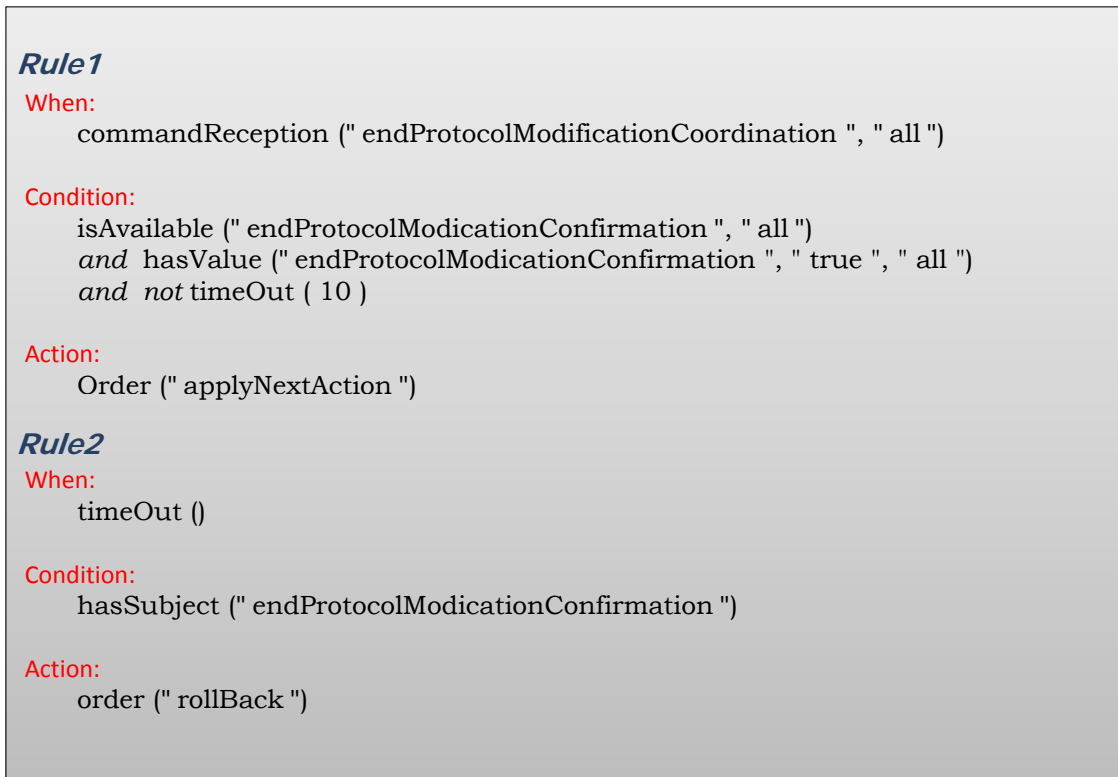 Rule1
When:
commandReception (" endProtocolModificationCoordination ", " all ")
Condition:
isAvailable (" endProtocolModicationConfirmation ", " all ")
and hasValue (" endProtocolModicationConfirmation ", " true ", " all ")
and not timeOut ( 10 )
Action:
Order (" applyNextAction ")
Rule2
When:
timeOut ()
Condition:
hasSubject (" endProtocolModicationConfirmation ")
Action:
order (" rollBack ")